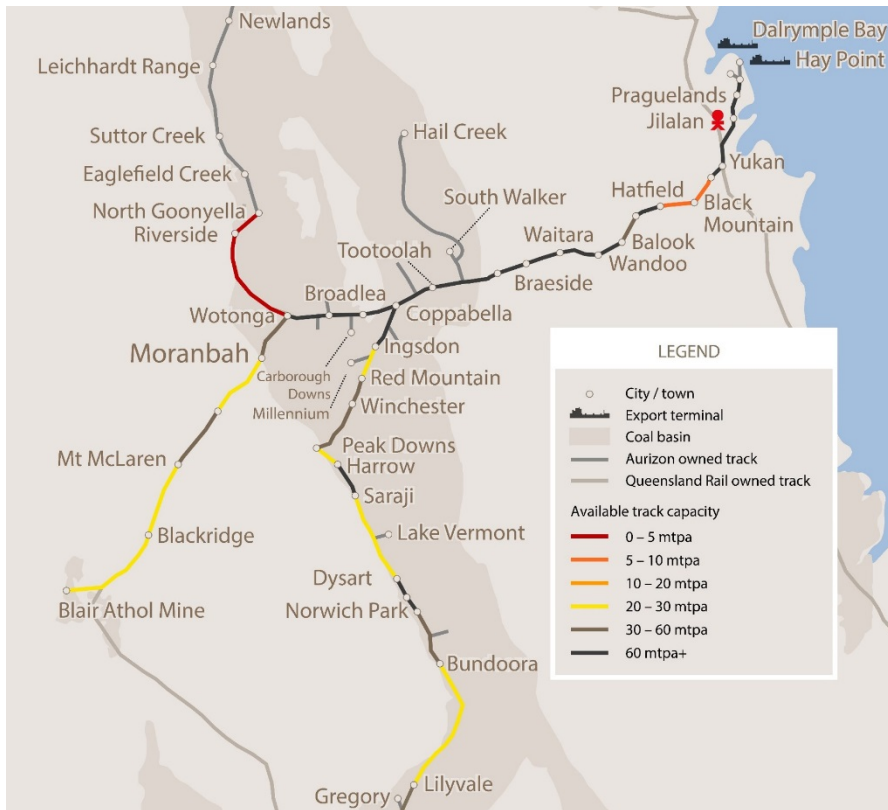 Newlands
Dalrymple Bay
Hay Point
Leichhardt Range
Praguelands
Jilalan
Suttor Creek
Hail Creek
Yukan
Eaglefield Creek
South Walker
Hatfield
North Goonyella
Black
Mountain
Riverside
Waitara
Balook
Tootoolah
Wandoo
Braeside
Broadlea
Wotonga
Coppabella
Moranbah
Ingsdon
Carborough
Downs
Red Mountain
Millennium
Winchester
Peak Downs
Mt McLaren
Harrow
Saraji
Blackridge
Lake Vermont
Dysart
Blair Athol Mine
Norwich Park
Bundoora
Lilyvale
Gregory
LEGEND
City / town
Export terminal
Coal basin
Aurizon owned track
Queensland Rail owned track
Available track capacity
0 – 5 mtpa
5 – 10 mtpa
10 – 20 mtpa
20 – 30 mtpa
30 – 60 mtpa
60 mtpa+